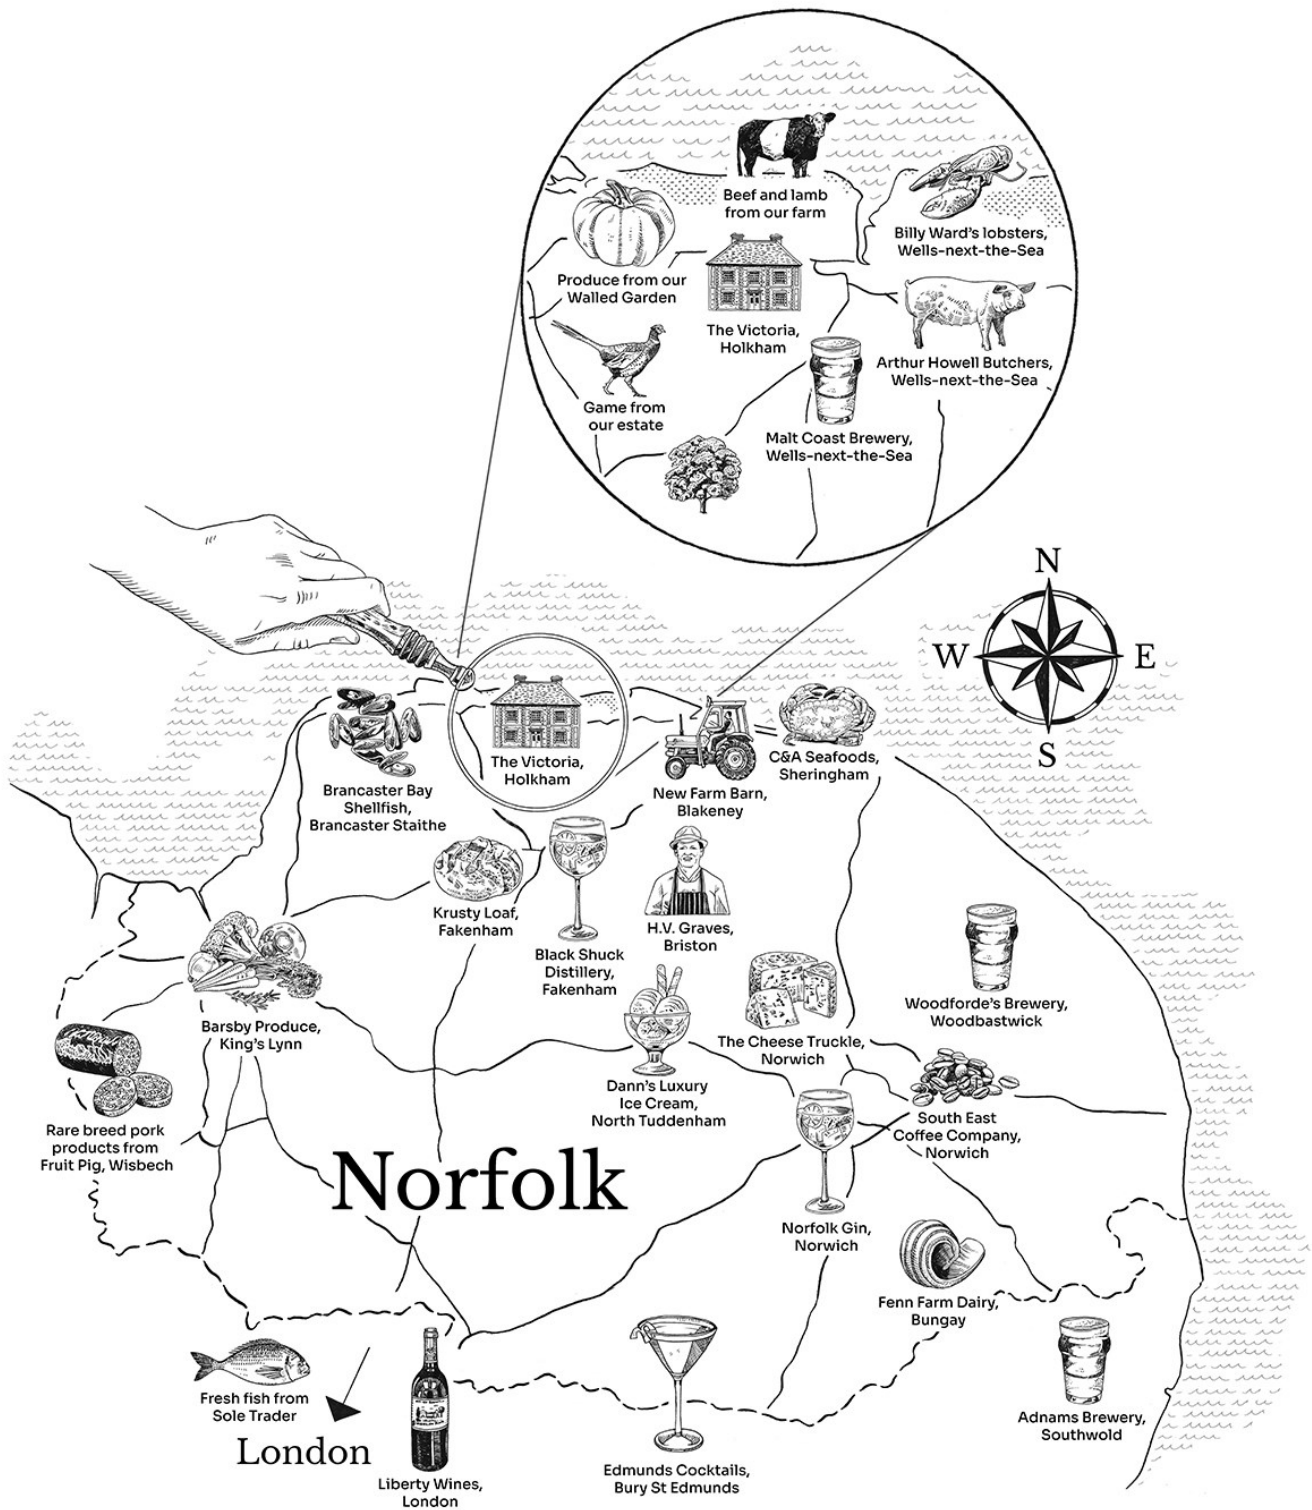 Beef and lamb
from our farm
Billy Ward's lobsters,
Wells-next-the-Sea
Produce from our
Walled Garden
The Victoria,
Holkham
Arthur Howell Butchers,
Wells-next-the-Sea
Game from
our estate
Malt Coast Brewery,
Wells-next-the-Sea
N
W
E
S
The Victoria,
Holkham
C&A Seafoods,
Sheringham
Brancaster Bay
Shellfish,
Brancaster Staithe
New Farm Barn,
Blakeney
Krusty Loaf,
Fakenham
H.V. Graves,
Briston
Black Shuck
Distillery,
Fakenham
Woodforde's Brewery,
Woodbastwick
Barsby Produce,
King's Lynn
The Cheese Truckle,
Norwich
Dann's Luxury
Ice Cream,
North Tuddenham
South East
Coffee Company,
Norwich
Rare breed pork
products from
Fruit Pig, Wisbech
Norfolk
Norfolk Gin,
Norwich
Fenn Farm Dairy,
Bungay
Fresh fish from
Sole Trader
London
Adnams Brewery,
Southwold
Liberty Wines,
London
Edmunds Cocktails,
Bury St Edmunds